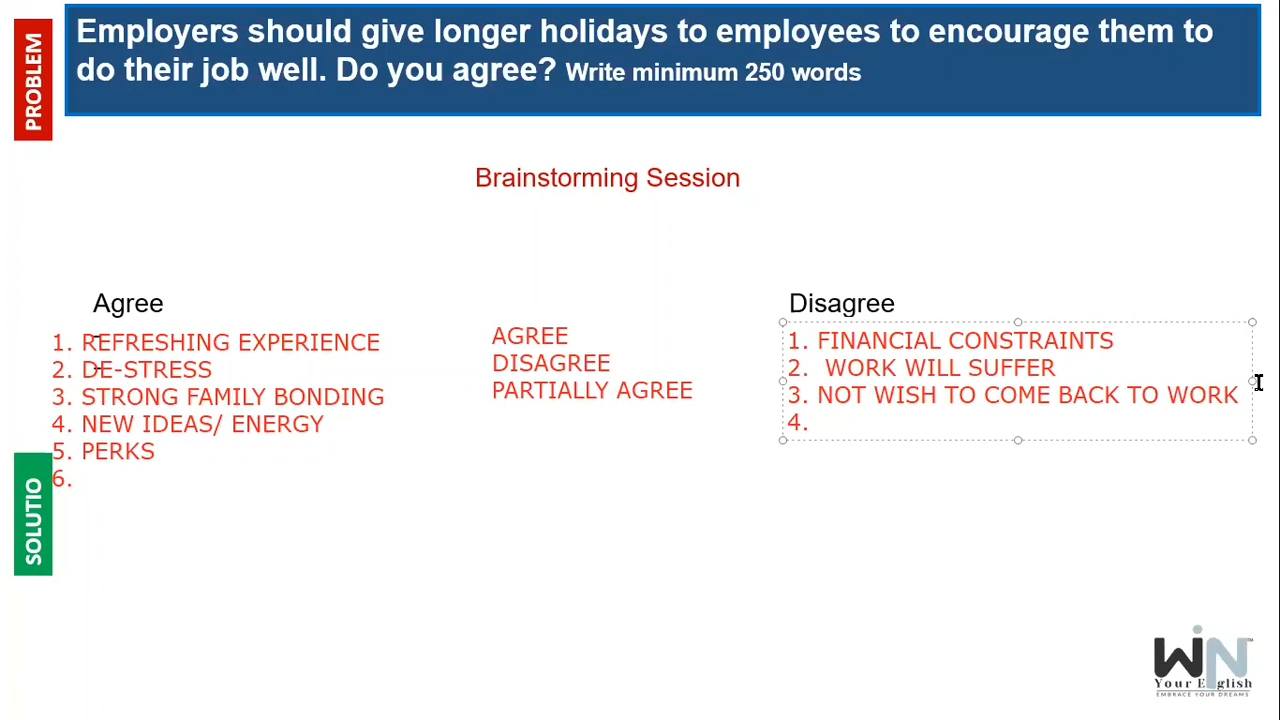 PROBLEM
Employers should give longer holidays to employees to encourage them to
do their job well. Do you agree? Write minimum 250 words
Brainstorming Session
Agree
1. REFRESHING EXPERIENCE
2. DE-STRESS
3. STRONG FAMILY BONDING
4. NEW IDEAS/ ENERGY
5. PERKS
6.
AGREE
DISAGREE
PARTIALLY AGREE
Disagree
1. FINANCIAL CONSTRAINTS
2. WORK WILL SUFFER
3. NOT WISH TO COME BACK TO WORK
4.
SOLUTIO
WiN™
Your English
EMBRACE YOUR DREAMS